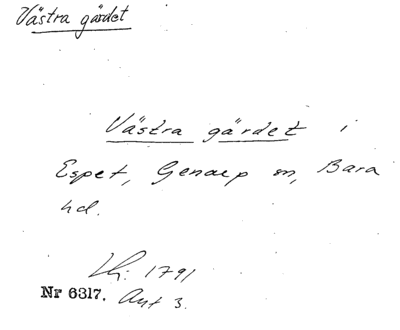 Västra gärdet
Västra gärdet i
Espet, Genarp sn, Bara
hd.
1791
Nr 6317. Akt 3.